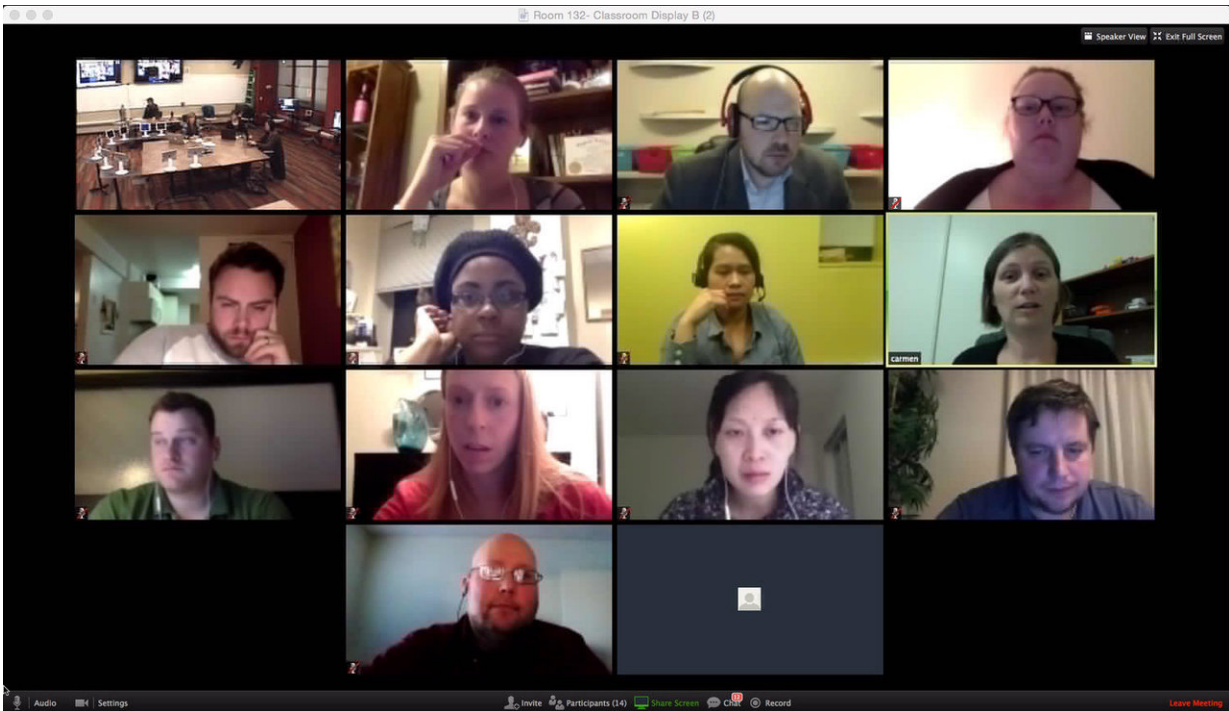 Room 132- Classroom Display B (2)
Speaker View Exit Full Screen
carmen
Audio Settings Invite Participants (14) Share Screen Chat Record Leave Meeting